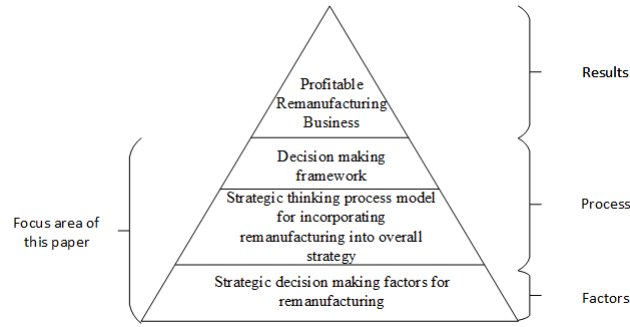 Profitable
Remanufacturing
Business
Results
Decision making
framework
Strategic thinking process model
for incorporating
remanufacturing into overall
strategy
Process
Strategic decision making factors for
remanufacturing
Factors
Focus area of
this paper